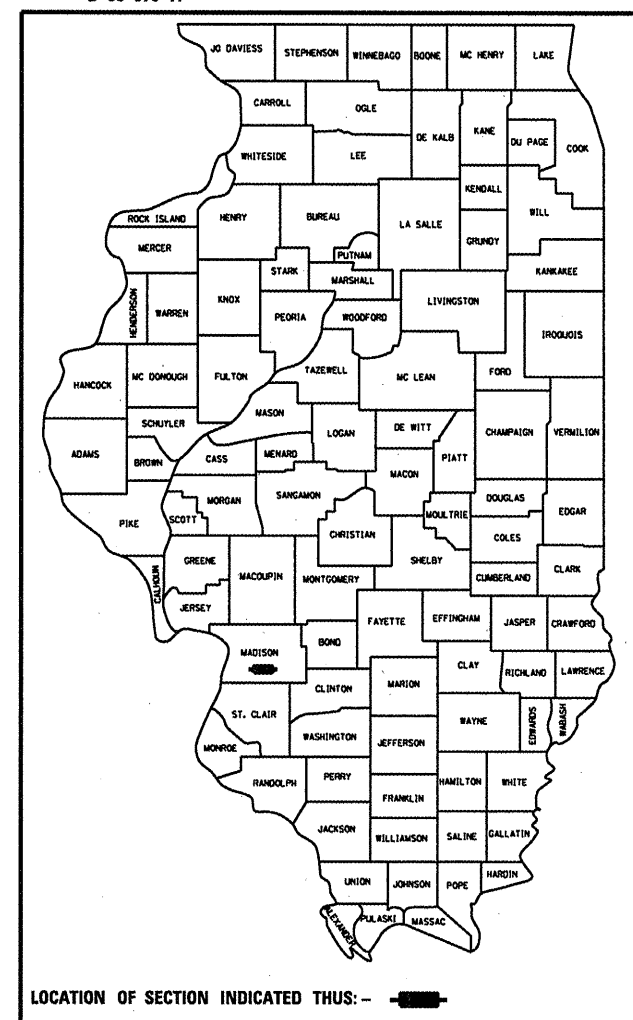 JO DAVIESS STEPHENSON WINNEBAGO BOONE MC HENRY LAKE
CARROLL OGLE DE KALB KANE DU PAGE COOK
WHITESIDE LEE
KENDALL
ROCK ISLAND HENRY BUREAU LA SALLE WILL
MERCER PUTNAM GRUNDY
STARK MARSHALL KANKAKEE
HENDERSON WARREN KNOX PEORIA WOODFORD LIVINGSTON IROQUOIS
HANCOCK MC DONOUGH FULTON TAZEWELL MC LEAN FORD
MASON
SCHUYLER LOGAN DE WITT CHAMPAIGN VERMILION
ADAMS BROWN CASS MENARD MACON PIATT
MORGAN SANGAMON DOUGLAS EDGAR
PIKE SCOTT CHRISTIAN MOULTRIE COLES
CALHOUN GREENE MACOUPIN MONTGOMERY SHELBY CUMBERLAND CLARK
JERSEY FAYETTE EFFINGHAM JASPER CRAWFORD
MADISON BOND CLAY RICHLAND LAWRENCE
CLINTON MARION
ST. CLAIR WAYNE EDWARDS WABASH
MONROE WASHINGTON JEFFERSON
RANDOLPH PERRY HAMILTON WHITE
FRANKLIN
JACKSON WILLIAMSON SALINE GALLATIN
UNION JOHNSON POPE HARDIN
ALEXANDER PULASKI MASSAC
LOCATION OF SECTION INDICATED THUS: -